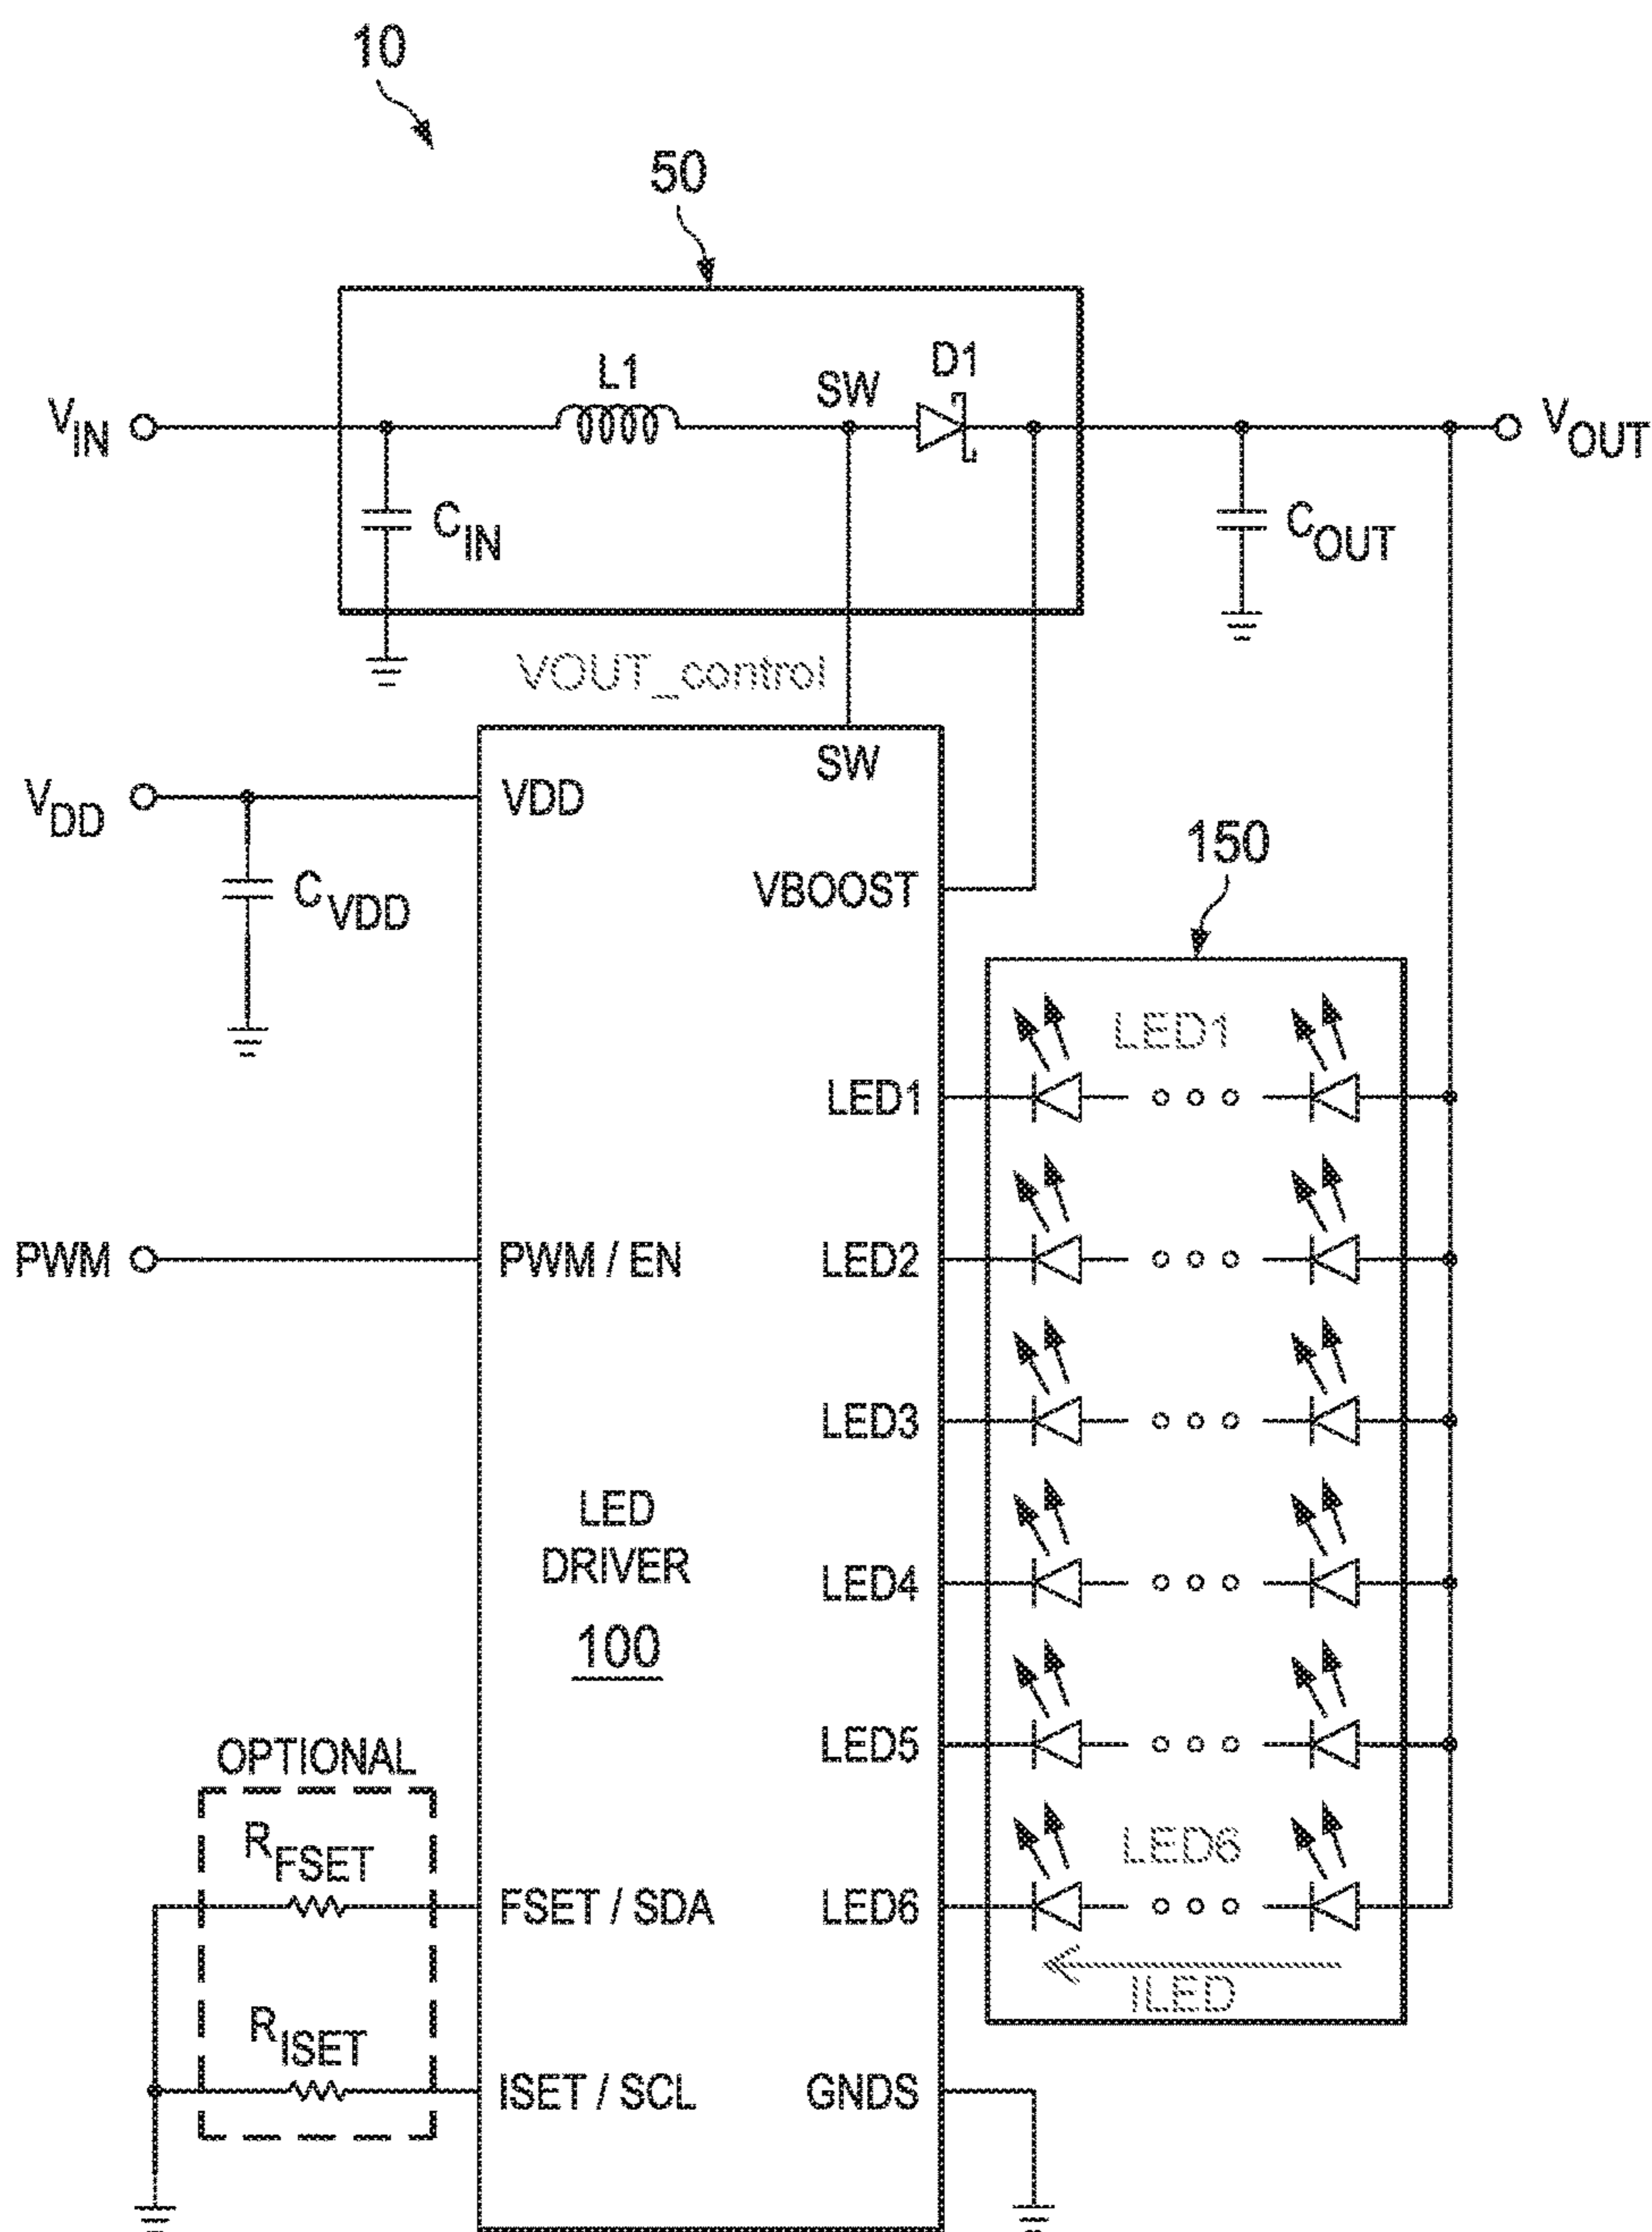 10
50
L1
SW
D1
VIN
VOUT
CIN
COUT
VOUT_control
SW
VDD
VDD
CVDD
VBOOST
150
LED1
LED1
PWM
PWM / EN
LED2
LED3
LED
DRIVER
100
LED4
LED5
OPTIONAL
RFSET
LED6
FSET / SDA
LED6
ILED
RISET
ISET / SCL
GNDS